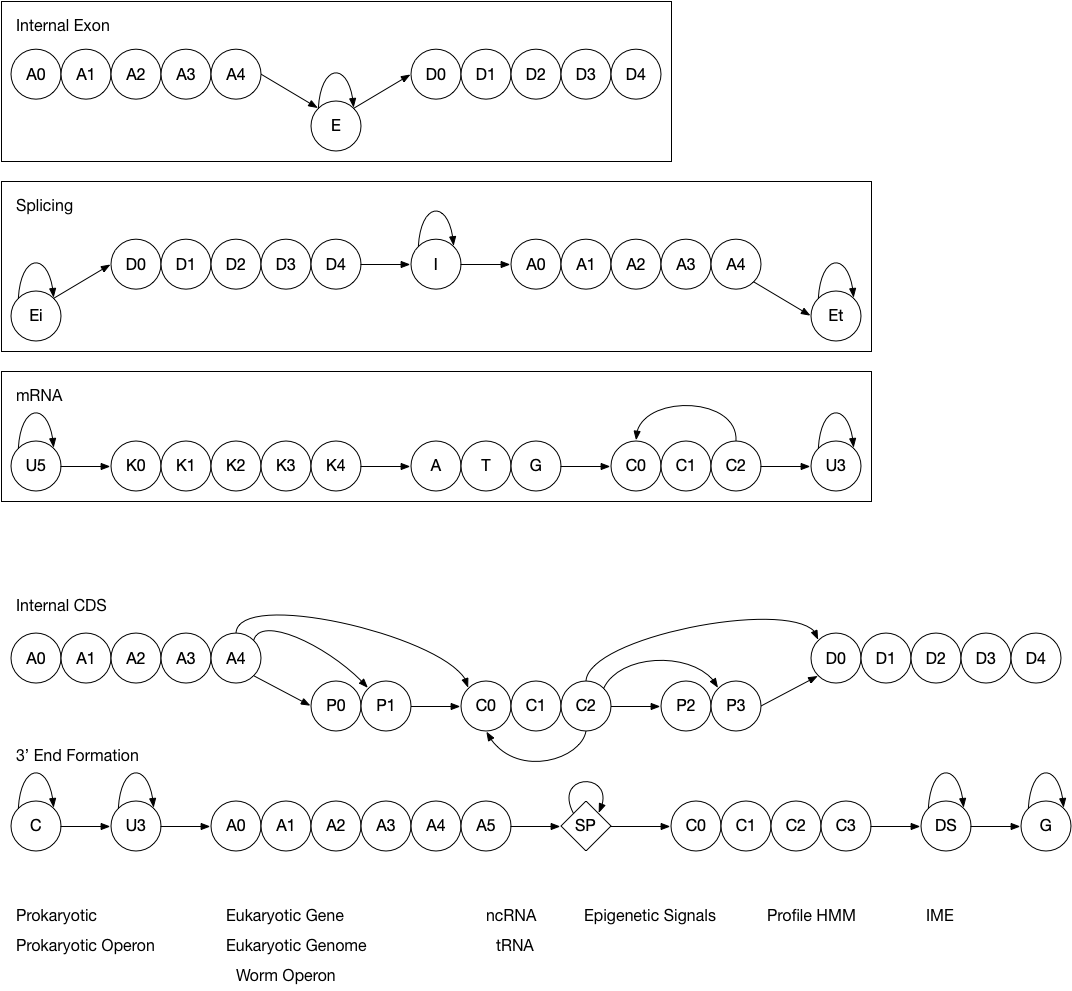 Internal Exon
A0 A1 A2 A3 A4 D0 D1 D2 D3 D4
E
Splicing
D0 D1 D2 D3 D4 I A0 A1 A2 A3 A4
Ei Et
mRNA
U5 K0 K1 K2 K3 K4 A T G C0 C1 C2 U3
Internal CDS
A0 A1 A2 A3 A4 D0 D1 D2 D3 D4
P0 P1 C0 C1 C2 P2 P3
3’ End Formation
C U3 A0 A1 A2 A3 A4 A5 SP C0 C1 C2 C3 DS G
Prokaryotic Eukaryotic Gene ncRNA Epigenetic Signals Profile HMM IME
Prokaryotic Operon Eukaryotic Genome tRNA
Worm Operon